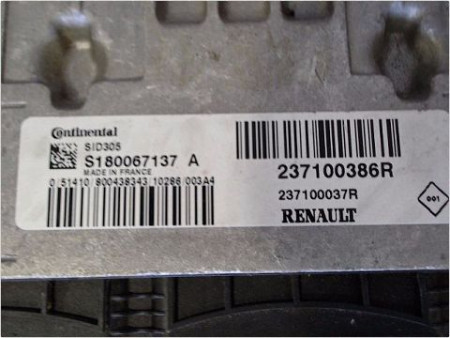 Continental
SID305
S180067137 A
MADE IN FRANCE
0|51410|800438343|10286|003A4
237100386R
237100037R
RENAULT
001